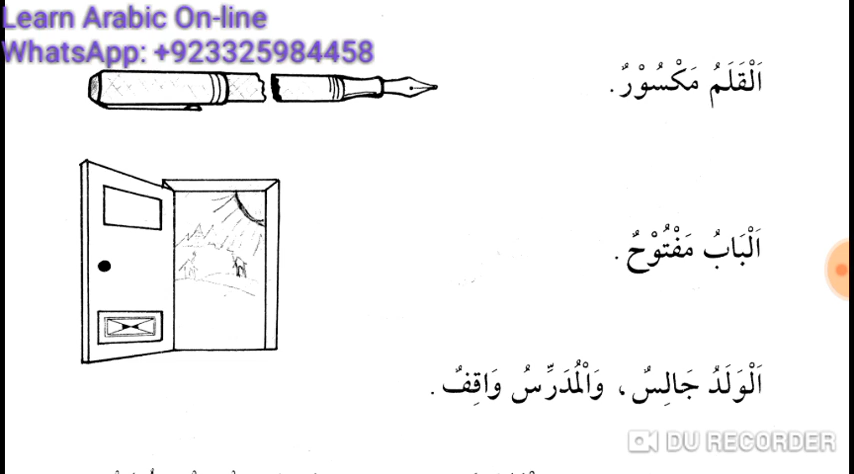 Learn Arabic On-line
WhatsApp: +923325984458
اَلْقَلَمُ مَكْسُوْرٌ .
اَلْبَابُ مَفْتُوْحٌ .
اَلْوَلَدُ جَالِسٌ ، وَالْمُدَرِّسُ وَاقِفٌ .
DU RECORDER